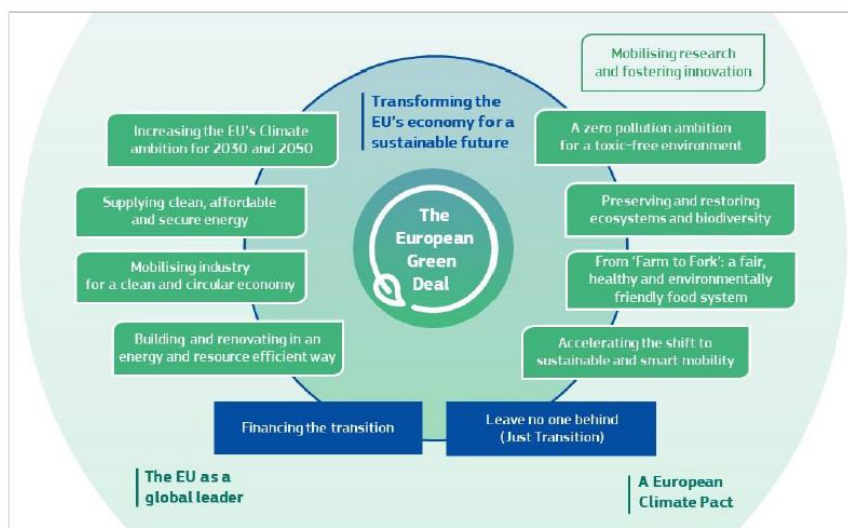 Mobilising research
and fostering innovation
Transforming the
EU's economy for a
sustainable future
Increasing the EU's Climate
ambition for 2030 and 2050
A zero pollution ambition
for a toxic-free environment
Supplying clean, affordable
and secure energy
Preserving and restoring
ecosystems and biodiversity
The
European
Green
Deal
Mobilising industry
for a clean and circular economy
From 'Farm to Fork': a fair,
healthy and environmentally
friendly food system
Building and renovating in an
energy and resource efficient way
Accelerating the shift to
sustainable and smart mobility
Financing the transition
Leave no one behind
(Just Transition)
The EU as a
global leader
A European
Climate Pact